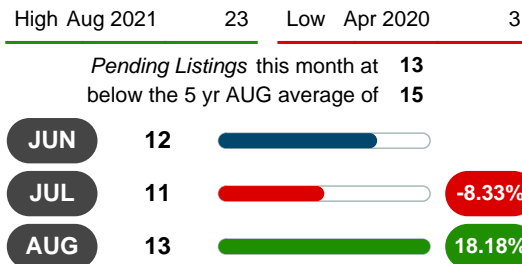 High Aug 2021 23 Low Apr 2020 3
Pending Listings this month at 13
below the 5 yr AUG average of 15
JUN 12
JUL 11 -8.33%
AUG 13 18.18%